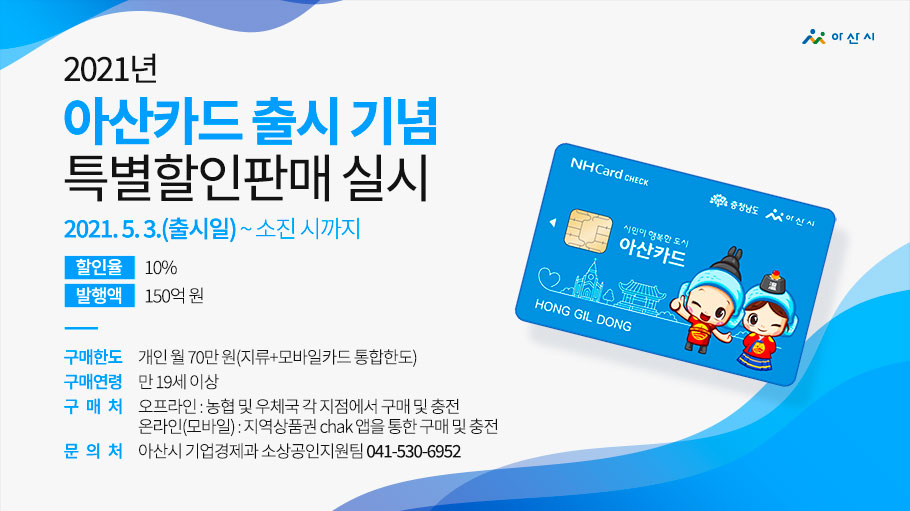 아산시
2021년
아산카드 출시 기념
특별할인판매 실시
2021. 5. 3.(출시일) ~ 소진 시까지
할인율 10%
발행액 150억 원
구매한도 개인 월 70만 원(지류+모바일카드 통합한도)
구매연령 만 19세 이상
구 매 처 오프라인 : 농협 및 우체국 각 지점에서 구매 및 충전
온라인(모바일) : 지역상품권 chak 앱을 통한 구매 및 충전
문 의 처 아산시 기업경제과 소상공인지원팀 041-530-6952
NHCard CHECK
충청남도 아산시
시민이 행복한 도시
아산카드
HONG GIL DONG
溫